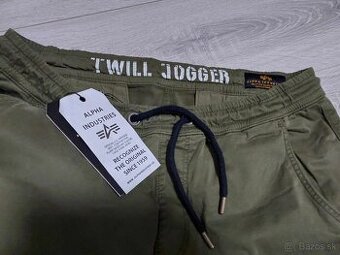 TWILL JOGGER
ALPHA
INDUSTRIES
RECOGNIZE
THE ORIGINAL
SINCE 1959
Bazos.sk